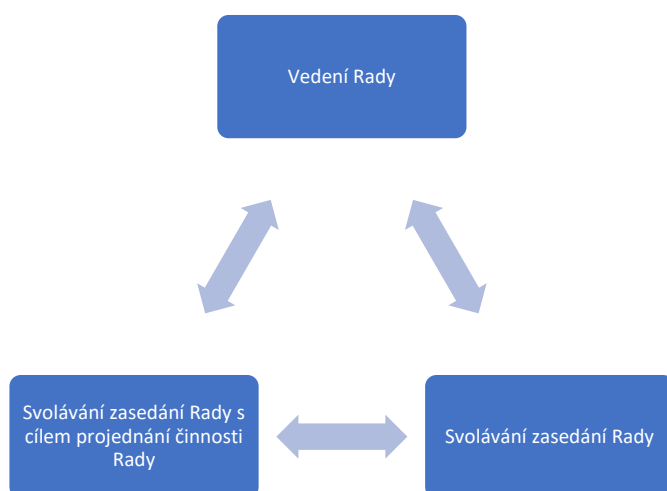 Vedení Rady
Svolávání zasedání Rady s
cílem projednání činnosti
Rady
Svolávání zasedání Rady